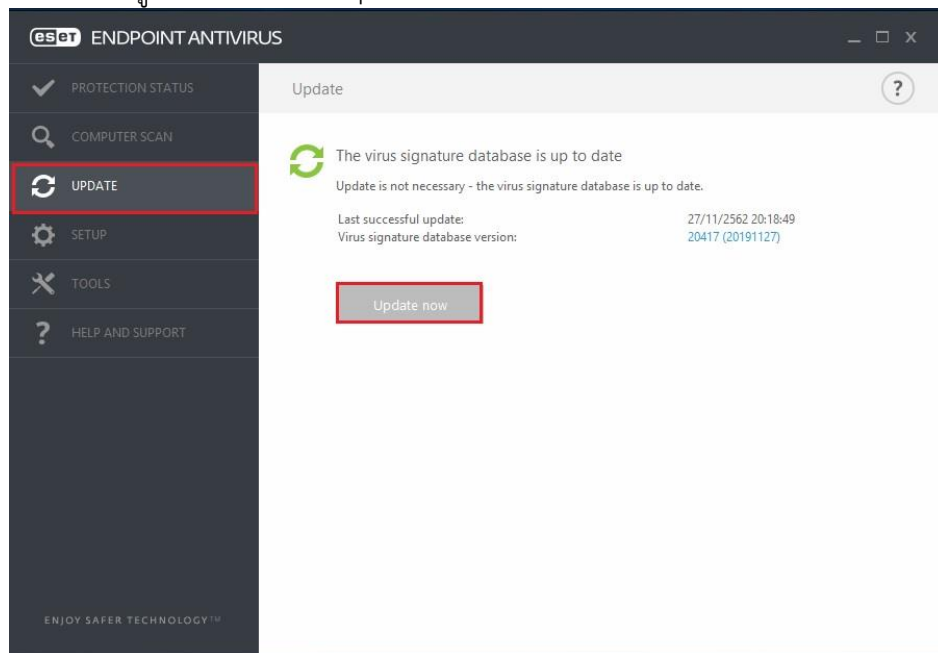 eset ENDPOINT ANTIVIRUS
PROTECTION STATUS
COMPUTER SCAN
UPDATE
SETUP
TOOLS
HELP AND SUPPORT
ENJOY SAFER TECHNOLOGY™
Update
?
The virus signature database is up to date
Update is not necessary - the virus signature database is up to date.
Last successful update: 27/11/2562 20:18:49
Virus signature database version: 20417 (20191127)
Update now